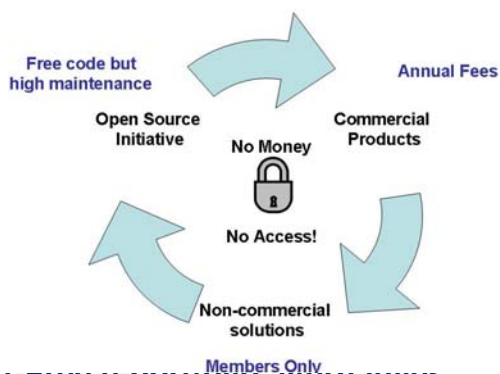 Free code but
high maintenance
Annual Fees
Open Source
Initiative
Commercial
Products
No Money
No Access!
Non-commercial
solutions
Members Only